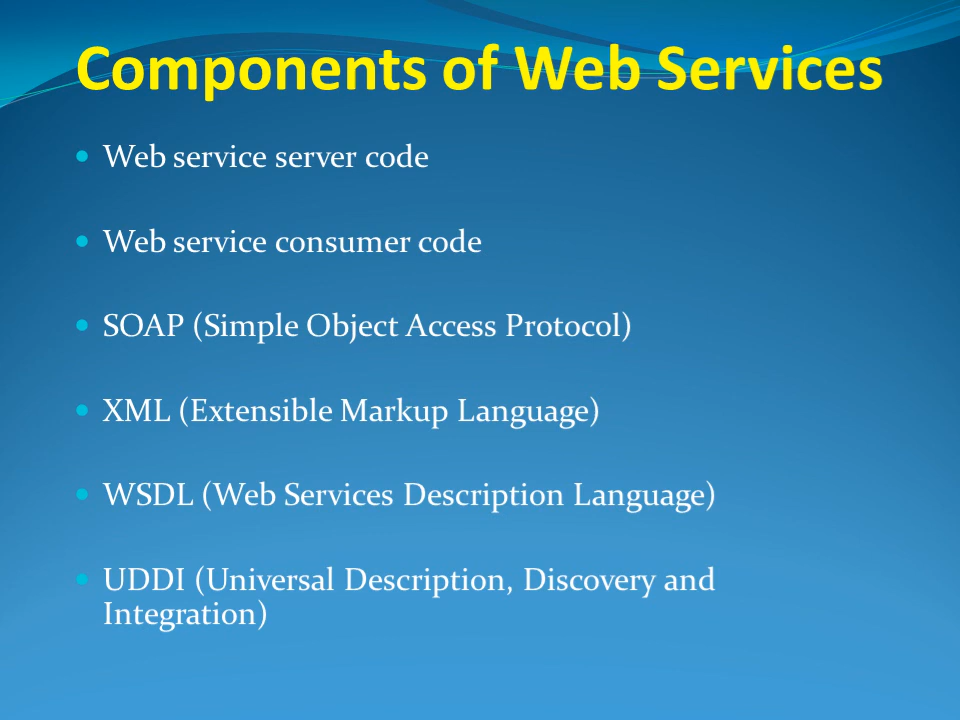 Components of Web Services
• Web service server code
• Web service consumer code
• SOAP (Simple Object Access Protocol)
• XML (Extensible Markup Language)
• WSDL (Web Services Description Language)
• UDDI (Universal Description, Discovery and
Integration)